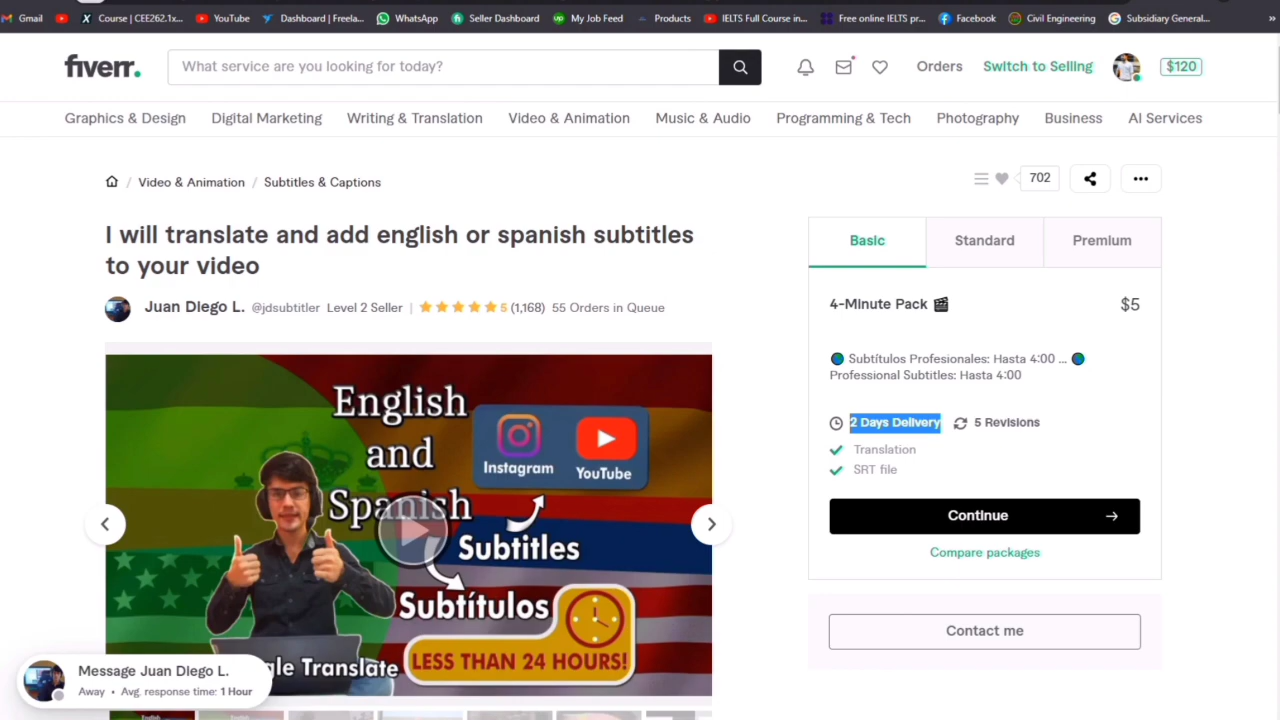 Gmail
Course | CEE262.1x...
YouTube
Dashboard | Freela...
WhatsApp
Seller Dashboard
My Job Feed
Products
IELTS Full Course in...
Free online IELTS pr...
Facebook
Civil Engineering
Subsidiary General...
»
fiverr.
What service are you looking for today?
Orders
Switch to Selling
$120
Graphics & Design
Digital Marketing
Writing & Translation
Video & Animation
Music & Audio
Programming & Tech
Photography
Business
AI Services
/ Video & Animation / Subtitles & Captions
702
I will translate and add english or spanish subtitles
to your video
Juan Diego L. @jdsubtitler Level 2 Seller | 5 (1,168) 55 Orders in Queue
English
and
Spanish
Instagram
YouTube
Subtitles
Subtítulos
LESS THAN 24 HOURS!
gle Translate
Message Juan Diego L.
Away • Avg. response time: 1 Hour
Basic
Standard
Premium
4-Minute Pack
$5
Subtítulos Profesionales: Hasta 4:00 ...
Professional Subtitles: Hasta 4:00
2 Days Delivery
5 Revisions
Translation
SRT file
Continue
Compare packages
Contact me